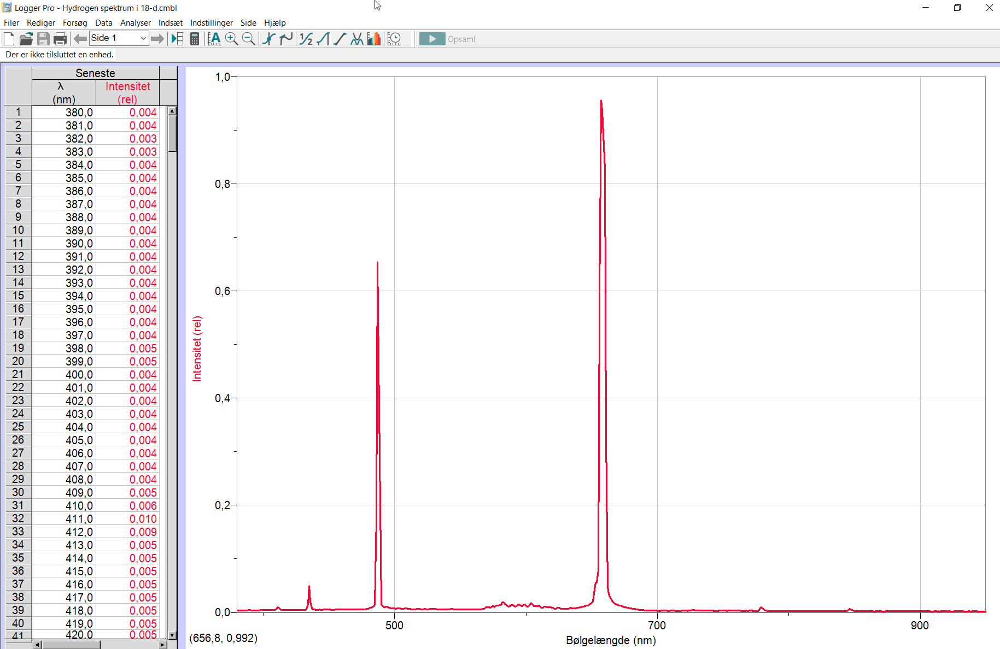 Logger Pro - Hydrogen spektrum i 18-d.cmbl
Filer Rediger Forsøg Data Analyser Indsæt Indstillinger Side Hjælp
Side 1 Opsaml
Der er ikke tilsluttet en enhed.
Seneste
λ Intensitet
(nm) (rel)
1 380,0 0,004
2 381,0 0,004
3 382,0 0,003
4 383,0 0,003
5 384,0 0,004
6 385,0 0,004
7 386,0 0,004
8 387,0 0,004
9 388,0 0,004
10 389,0 0,004
11 390,0 0,004
12 391,0 0,004
13 392,0 0,004
14 393,0 0,004
15 394,0 0,004
16 395,0 0,004
17 396,0 0,004
18 397,0 0,004
19 398,0 0,005
20 399,0 0,005
21 400,0 0,004
22 401,0 0,004
23 402,0 0,004
24 403,0 0,004
25 404,0 0,004
26 405,0 0,004
27 406,0 0,004
28 407,0 0,004
29 408,0 0,004
30 409,0 0,005
31 410,0 0,006
32 411,0 0,010
33 412,0 0,009
34 413,0 0,005
35 414,0 0,005
36 415,0 0,005
37 416,0 0,005
38 417,0 0,005
39 418,0 0,005
40 419,0 0,005
41 420,0 0,005
1,0
0,8
0,6
0,4
0,2
0,0
Intensitet (rel)
500 700 900
(656,8, 0,992)
Bølgelængde (nm)